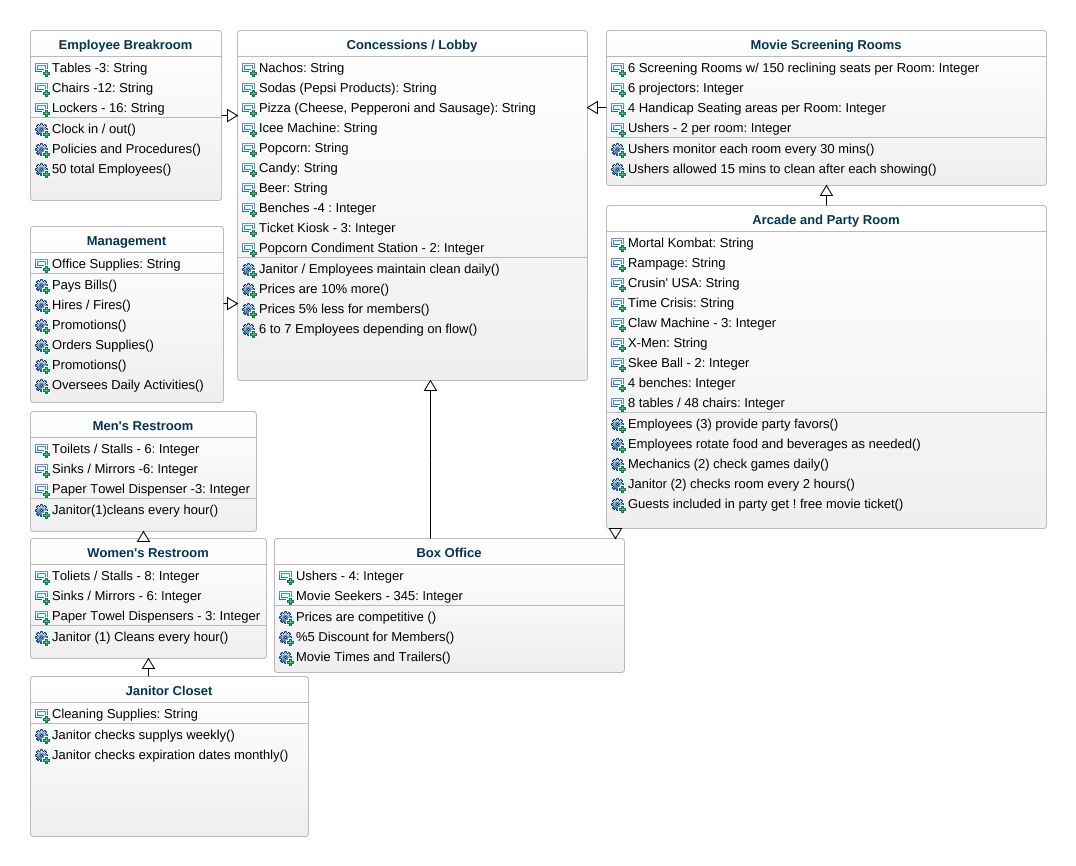 Employee Breakroom
Tables -3: String
Chairs -12: String
Lockers - 16: String
Clock in / out()
Policies and Procedures()
50 total Employees()
Concessions / Lobby
Nachos: String
Sodas (Pepsi Products): String
Pizza (Cheese, Pepperoni and Sausage): String
Icee Machine: String
Popcorn: String
Candy: String
Beer: String
Benches -4 : Integer
Ticket Kiosk - 3: Integer
Popcorn Condiment Station - 2: Integer
Janitor / Employees maintain clean daily()
Prices are 10% more()
Prices 5% less for members()
6 to 7 Employees depending on flow()
Movie Screening Rooms
6 Screening Rooms w/ 150 reclining seats per Room: Integer
6 projectors: Integer
4 Handicap Seating areas per Room: Integer
Ushers - 2 per room: Integer
Ushers monitor each room every 30 mins()
Ushers allowed 15 mins to clean after each showing()
Management
Office Supplies: String
Pays Bills()
Hires / Fires()
Promotions()
Orders Supplies()
Promotions()
Oversees Daily Activities()
Arcade and Party Room
Mortal Kombat: String
Rampage: String
Crusin' USA: String
Time Crisis: String
Claw Machine - 3: Integer
X-Men: String
Skee Ball - 2: Integer
4 benches: Integer
8 tables / 48 chairs: Integer
Employees (3) provide party favors()
Employees rotate food and beverages as needed()
Mechanics (2) check games daily()
Janitor (2) checks room every 2 hours()
Guests included in party get ! free movie ticket()
Men's Restroom
Toilets / Stalls - 6: Integer
Sinks / Mirrors -6: Integer
Paper Towel Dispenser -3: Integer
Janitor(1)cleans every hour()
Women's Restroom
Toliets / Stalls - 8: Integer
Sinks / Mirrors - 6: Integer
Paper Towel Dispensers - 3: Integer
Janitor (1) Cleans every hour()
Box Office
Ushers - 4: Integer
Movie Seekers - 345: Integer
Prices are competitive ()
%5 Discount for Members()
Movie Times and Trailers()
Janitor Closet
Cleaning Supplies: String
Janitor checks supplys weekly()
Janitor checks expiration dates monthly()